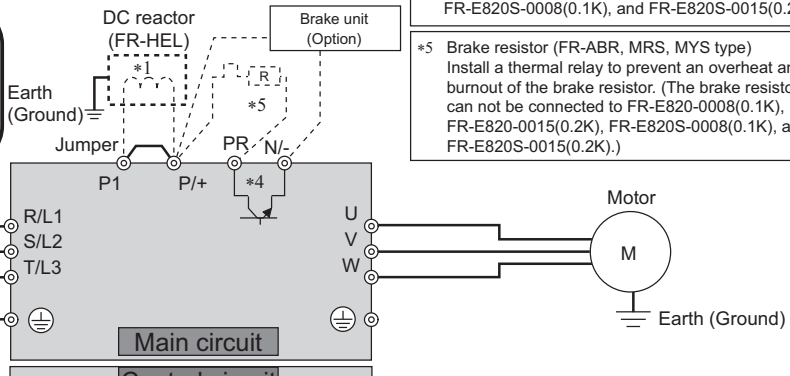 DC reactor
(FR-HEL)
*1
Earth
(Ground)
Brake unit
(Option)
R
*5
FR-E820S-0008(0.1K), and FR-E820S-0015(0.2
*5 Brake resistor (FR-ABR, MRS, MYS type)
Install a thermal relay to prevent an overheat an
burnout of the brake resistor. (The brake resisto
can not be connected to FR-E820-0008(0.1K),
FR-E820-0015(0.2K), FR-E820S-0008(0.1K), a
FR-E820S-0015(0.2K).)
Jumper
P1
P/+
PR
N/-
*4
R/L1
S/L2
T/L3
U
V
W
Motor
M
Earth (Ground)
Main circuit
Control circuit